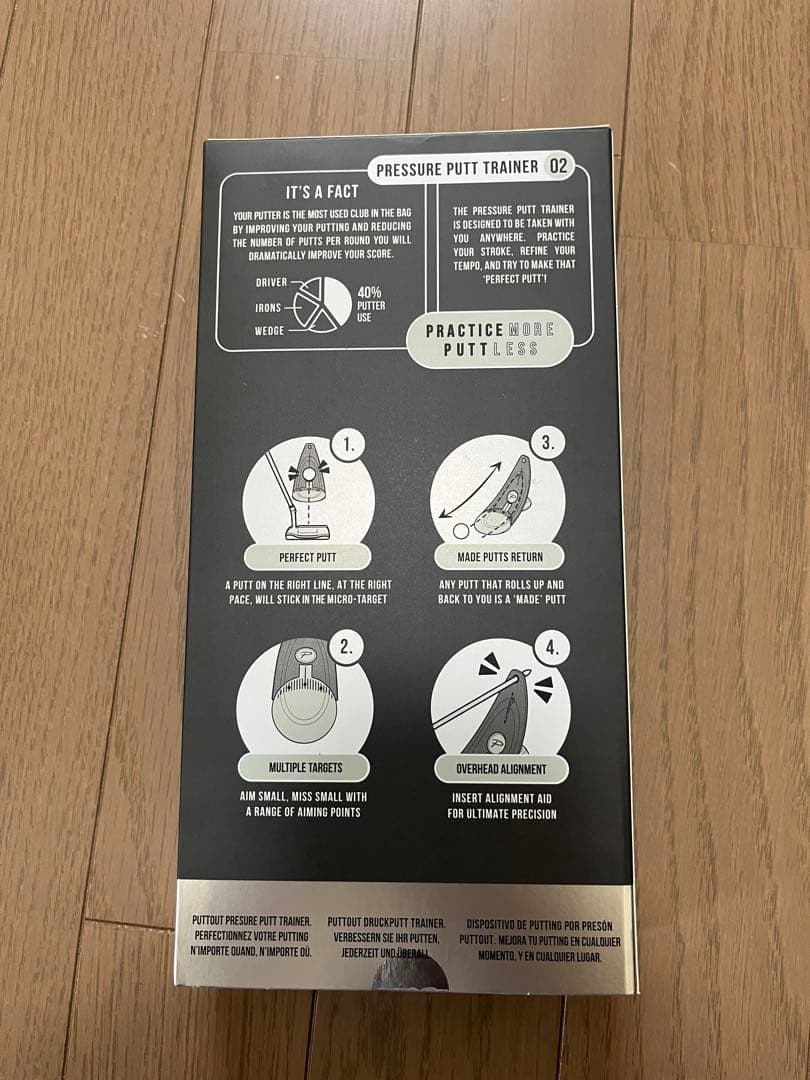 PRESSURE PUTT TRAINER 02
IT'S A FACT
YOUR PUTTER IS THE MOST USED CLUB IN THE BAG
BY IMPROVING YOUR PUTTING AND REDUCING
THE NUMBER OF PUTTS PER ROUND YOU WILL
DRAMATICALLY IMPROVE YOUR SCORE.
DRIVER
IRONS
WEDGE
40%
PUTTER
USE
THE PRESSURE PUTT TRAINER
IS DESIGNED TO BE TAKEN WITH
YOU ANYWHERE. PRACTICE
YOUR STROKE, REFINE YOUR
TEMPO, AND TRY TO MAKE THAT
'PERFECT PUTT'!
PRACTICE MORE
PUTT LESS
1.
PERFECT PUTT
A PUTT ON THE RIGHT LINE, AT THE RIGHT
PACE, WILL STICK IN THE MICRO-TARGET
2.
P
MULTIPLE TARGETS
AIM SMALL, MISS SMALL WITH
A RANGE OF AIMING POINTS
3.
P
MADE PUTTS RETURN
ANY PUTT THAT ROLLS UP AND
BACK TO YOU IS A 'MADE' PUTT
4.
P
OVERHEAD ALIGNMENT
INSERT ALIGNMENT AID
FOR ULTIMATE PRECISION
PUTTOUT PRESURE PUTT TRAINER.
PERFECTIONNEZ VOTRE PUTTING
N'IMPORTE QUAND, N'IMPORTE OÙ.
PUTTOUT DRUCKPUTT TRAINER.
VERBESSERN SIE IHR PUTTEN,
JEDERZEIT UND ÜBERALL.
DISPOSITIVO DE PUTTING POR PRESÓN
PUTTOUT. MEJORA TU PUTTING EN CUALQUIER
MOMENTO, Y EN CUALQUIER LUGAR.